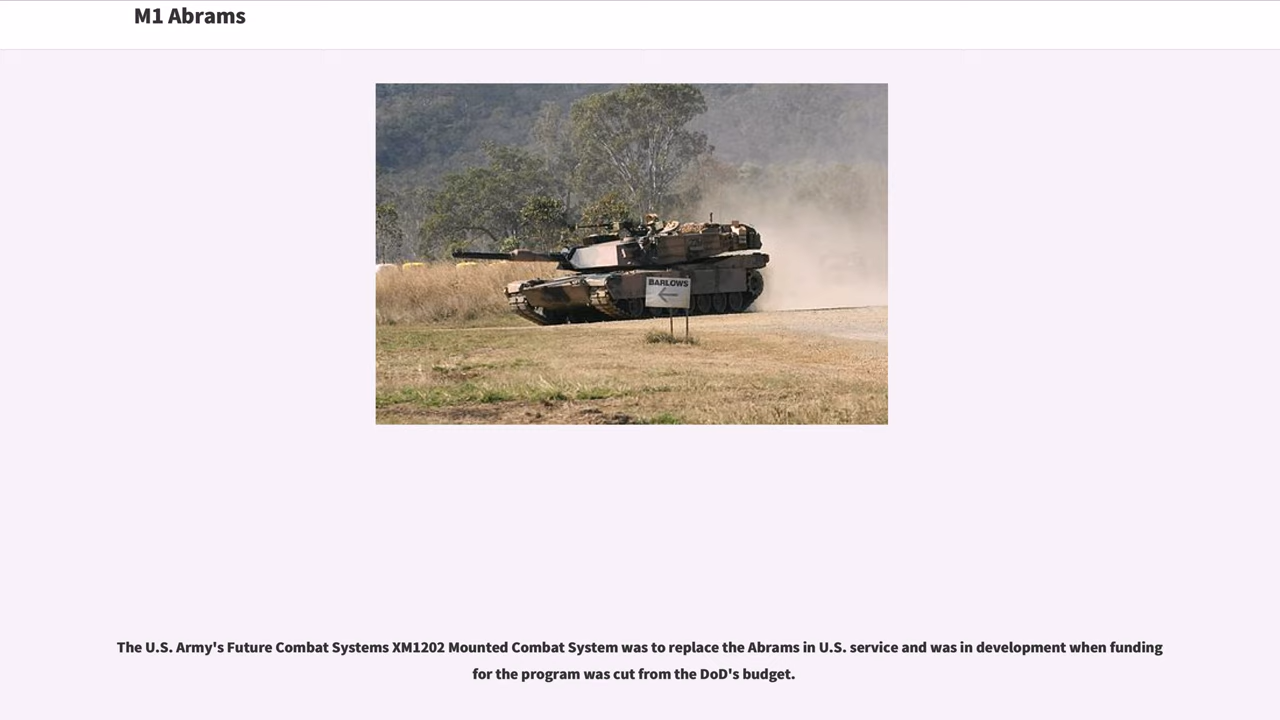 M1 Abrams
BARLOWS
The U.S. Army's Future Combat Systems XM1202 Mounted Combat System was to replace the Abrams in U.S. service and was in development when funding
for the program was cut from the DoD's budget.